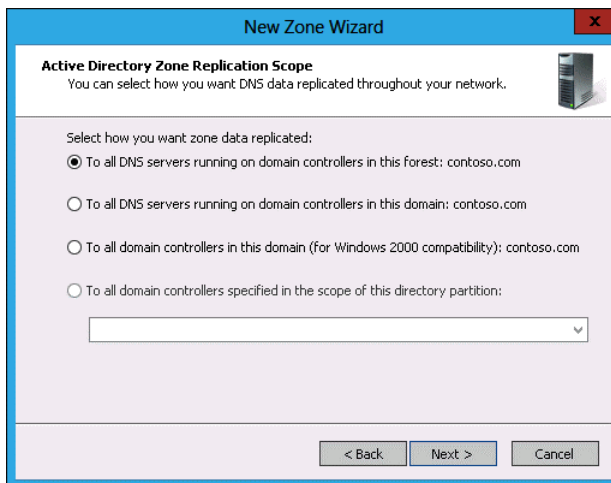 New Zone Wizard
x
Active Directory Zone Replication Scope
You can select how you want DNS data replicated throughout your network.
Select how you want zone data replicated:
To all DNS servers running on domain controllers in this forest: contoso.com
To all DNS servers running on domain controllers in this domain: contoso.com
To all domain controllers in this domain (for Windows 2000 compatibility): contoso.com
To all domain controllers specified in the scope of this directory partition:
< Back Next > Cancel